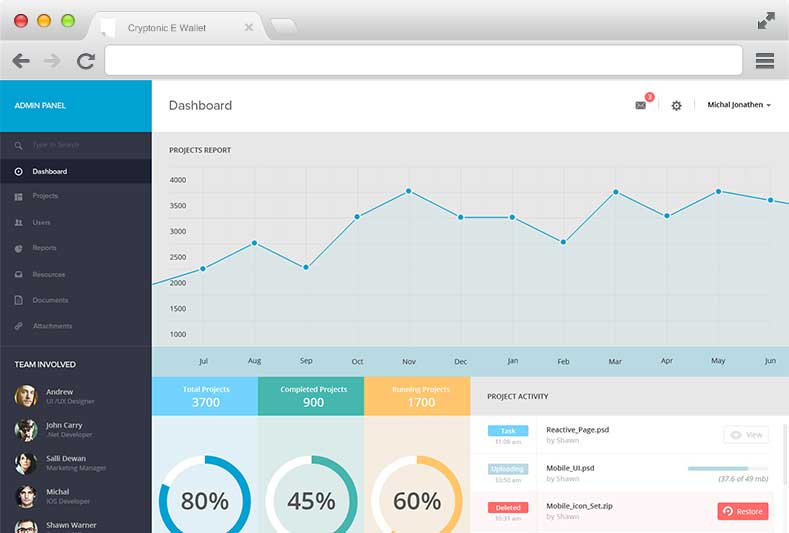 Cryptonic E Wallet
ADMIN PANEL
Dashboard
3
Michal Jonathen
Type to Search
Dashboard
Projects
Users
Reports
Resources
Documents
Attachments
TEAM INVOLVED
Andrew
UI /UX Designer
John Carry
.Net Developer
Salli Dewan
Marketing Manager
Michal
IOS Developer
Shawn Warner
PROJECTS REPORT
4000
3500
3000
2500
2000
1500
1000
Jul Aug Sep Oct Nov Dec Jan Feb Mar Apr May Jun
Total Projects
3700
Completed Projects
900
Running Projects
1700
80%
45%
60%
PROJECT ACTIVITY
Task
11:06 am
Reactive_Page.psd
by Shawn
View
Uploading
10:50 am
Mobile_UI.psd
by Shawn
(37.6 of 49 mb)
Deleted
10:31 am
Mobile_icon_Set.zip
by Shawn
Restore